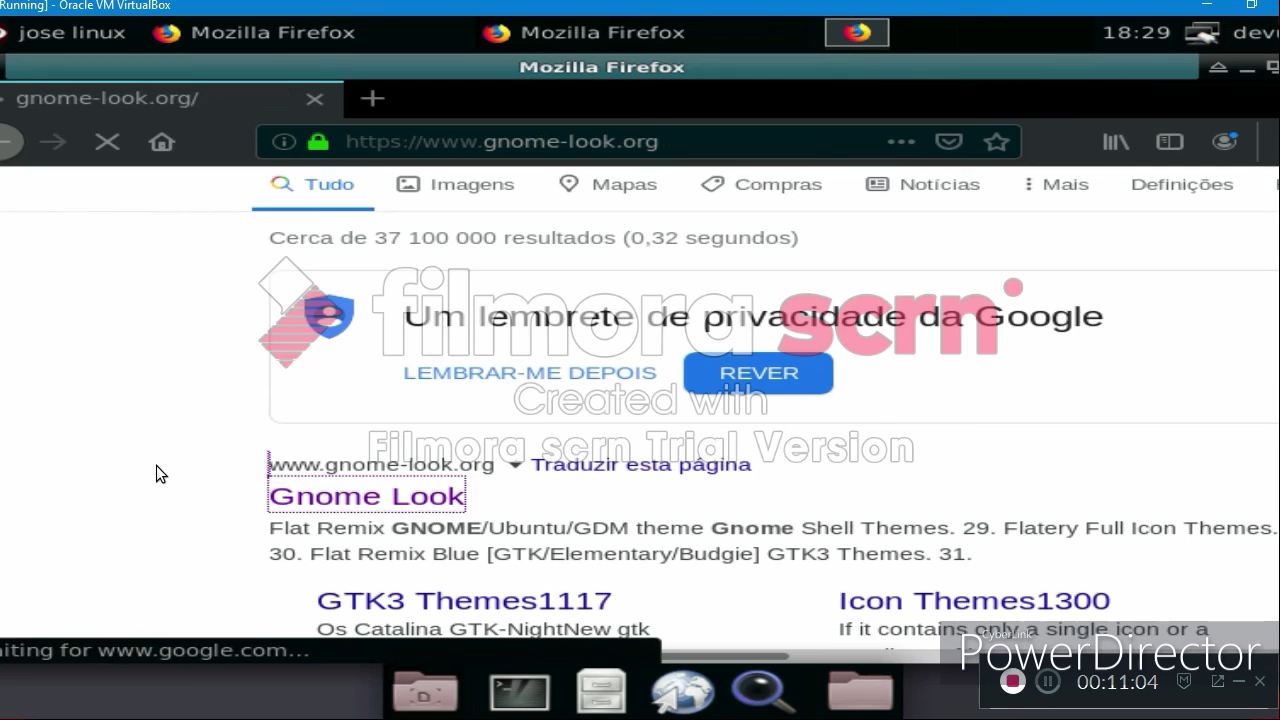 Running] - Oracle VM VirtualBox
jose linux Mozilla Firefox Mozilla Firefox 18:29
Mozilla Firefox
gnome-look.org/
https://www.gnome-look.org
Tudo Imagens Mapas Compras Notícias Mais Definições
Cerca de 37 100 000 resultados (0,32 segundos)
filmora scrn
Um lembrete de privacidade da Google
LEMBRAR-ME DEPOIS REVER
Created with
Filmora scrn Trial Version
www.gnome-look.org Traduzir esta página
Gnome Look
Flat Remix GNOME/Ubuntu/GDM theme Gnome Shell Themes. 29. Flatery Full Icon Themes.
30. Flat Remix Blue [GTK/Elementary/Budgie] GTK3 Themes. 31.
GTK3 Themes1117 Icon Themes1300
Os Catalina GTK-NightNew gtk If it contains only a single icon or a
CyberLink
PowerDirector
aiting for www.google.com...
00:11:04